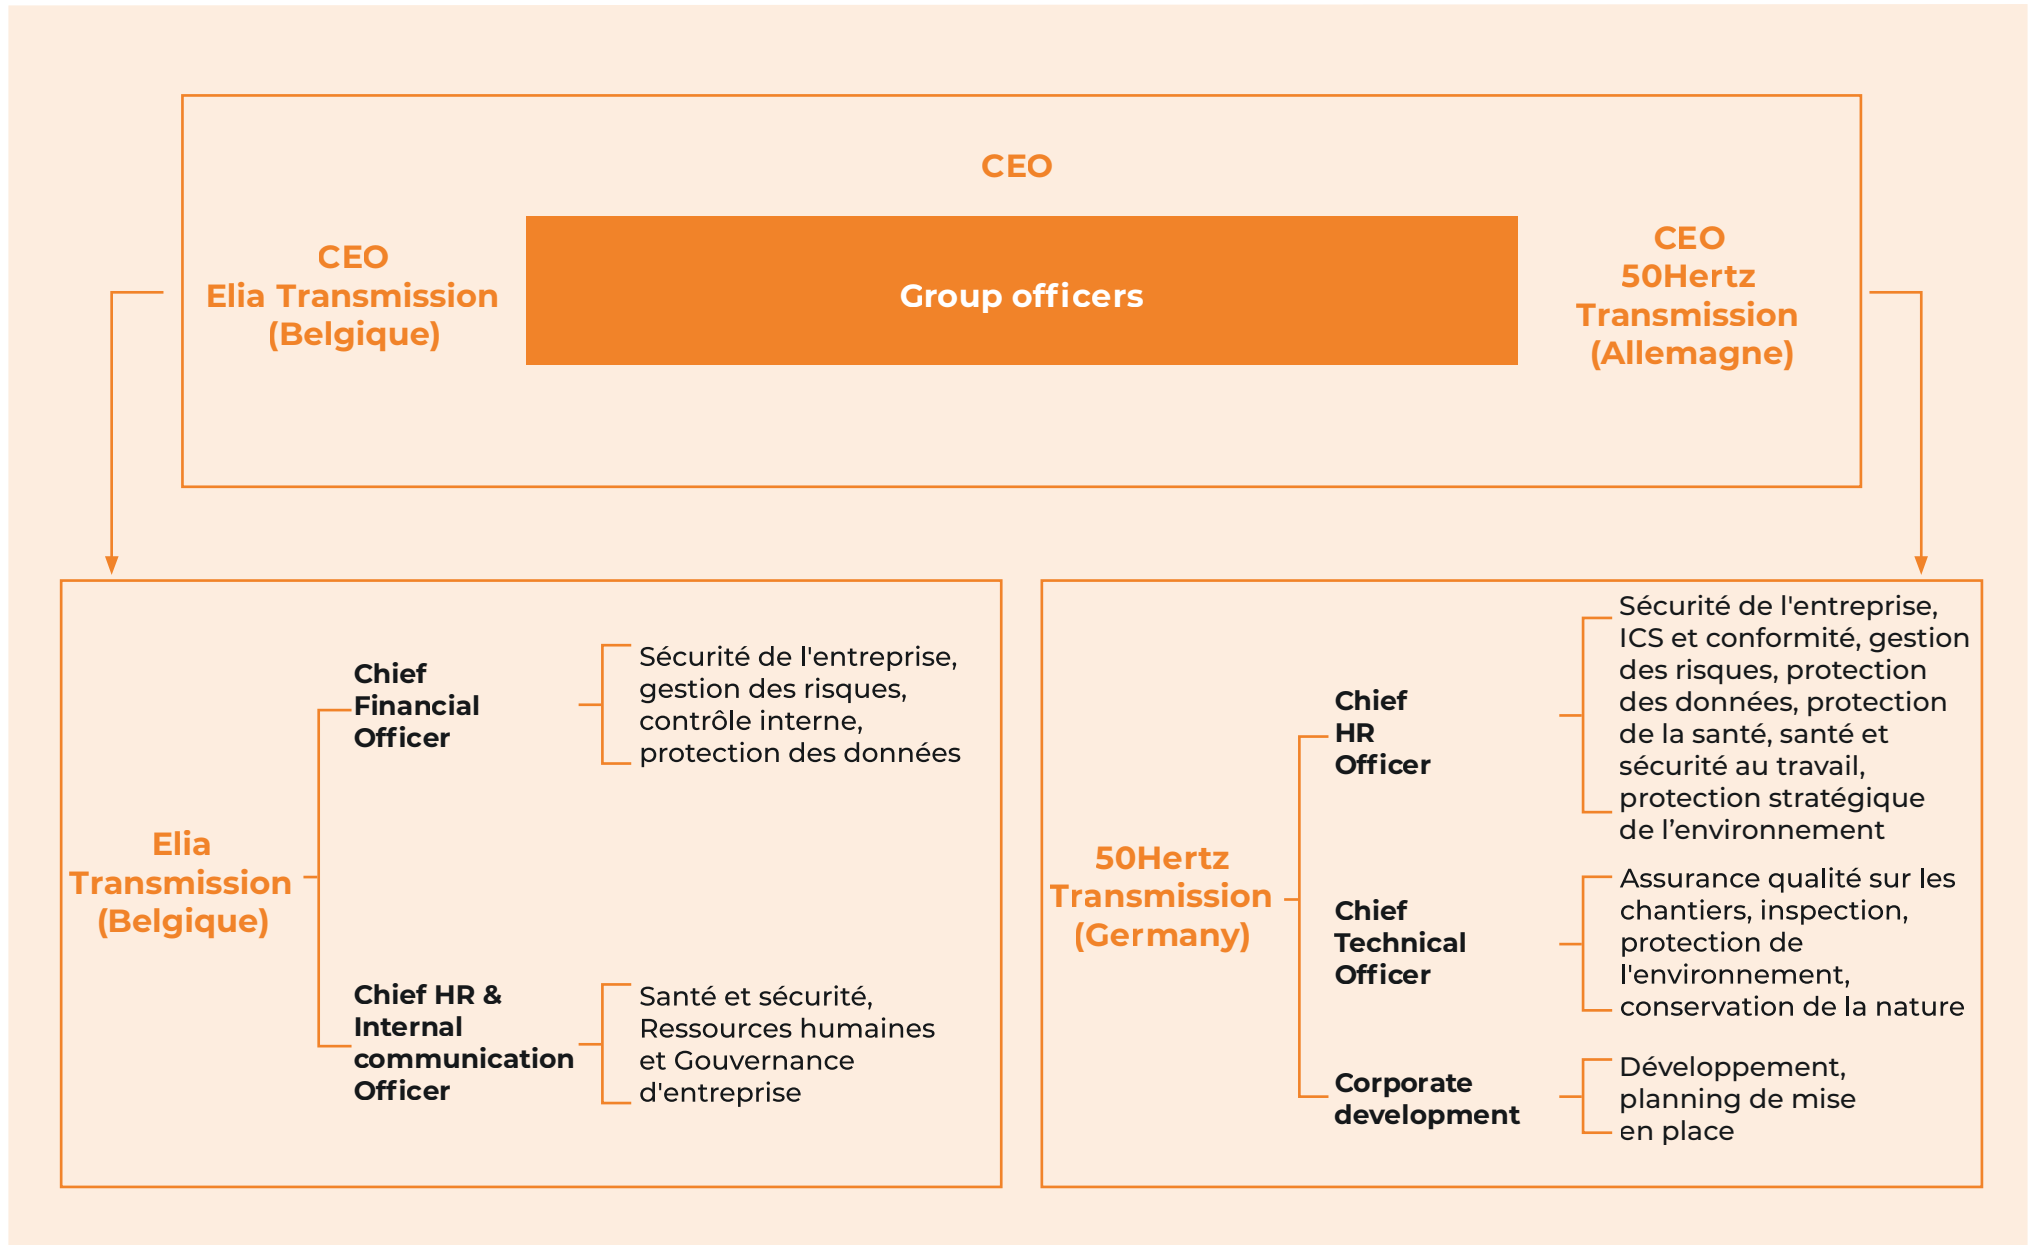 CEO
CEO
Elia Transmission
(Belgique)
Group officers
CEO
50Hertz
Transmission
(Allemagne)
Elia
Transmission
(Belgique)
Chief
Financial
Officer
Sécurité de l'entreprise,
gestion des risques,
contrôle interne,
protection des données
Chief HR &
Internal
communication
Officer
Santé et sécurité,
Ressources humaines
et Gouvernance
d'entreprise
50Hertz
Transmission
(Germany)
Chief
HR
Officer
Sécurité de l'entreprise,
ICS et conformité, gestion
des risques, protection
des données, protection
de la santé, santé et
sécurité au travail,
protection stratégique
de l’environnement
Chief
Technical
Officer
Assurance qualité sur les
chantiers, inspection,
protection de
l'environnement,
conservation de la nature
Corporate
development
Développement,
planning de mise
en place